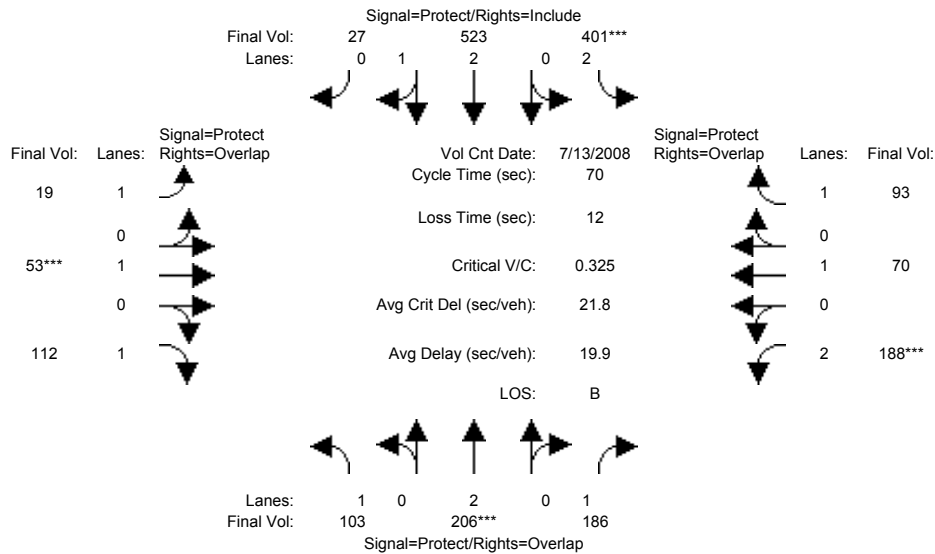 Signal=Protect/Rights=Include
Final Vol: 27 523 401***
Lanes: 0 1 2 0 2
Signal=Protect Signal=Protect
Final Vol: Lanes: Rights=Overlap Vol Cnt Date: 7/13/2008 Rights=Overlap Lanes: Final Vol:
Cycle Time (sec): 70
19 1 1 93
Loss Time (sec): 12
0 0
53*** 1 Critical V/C: 0.325 1 70
0 Avg Crit Del (sec/veh): 21.8 0
112 1 Avg Delay (sec/veh): 19.9 2 188***
LOS: B
Lanes: 1 0 2 0 1
Final Vol: 103 206*** 186
Signal=Protect/Rights=Overlap